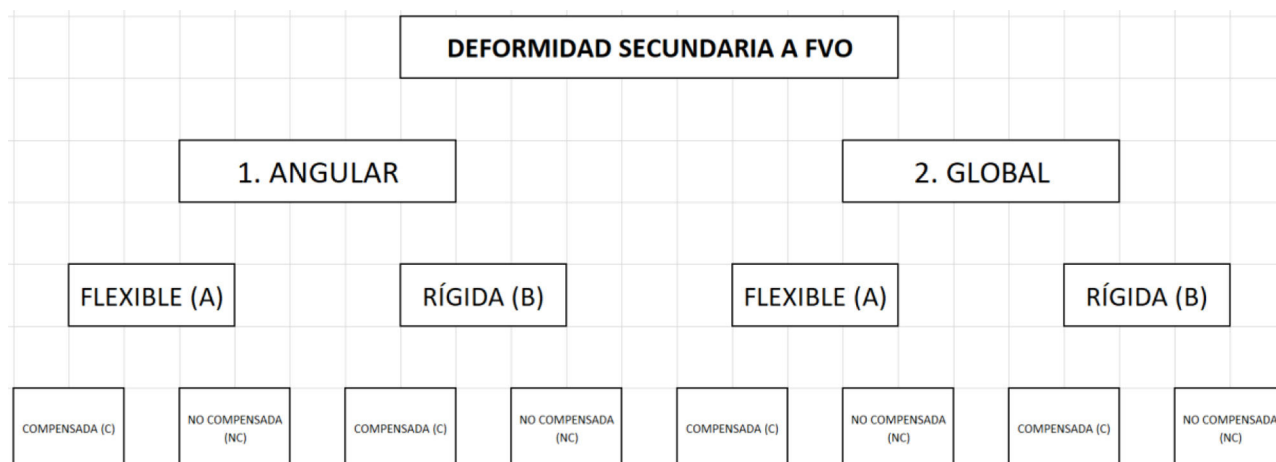 DEFORMIDAD SECUNDARIA A FVO
1. ANGULAR
2. GLOBAL
FLEXIBLE (A)
RÍGIDA (B)
FLEXIBLE (A)
RÍGIDA (B)
COMPENSADA (C)
NO COMPENSADA
(NC)
COMPENSADA (C)
NO COMPENSADA
(NC)
COMPENSADA (C)
NO COMPENSADA
(NC)
COMPENSADA (C)
NO COMPENSADA
(NC)